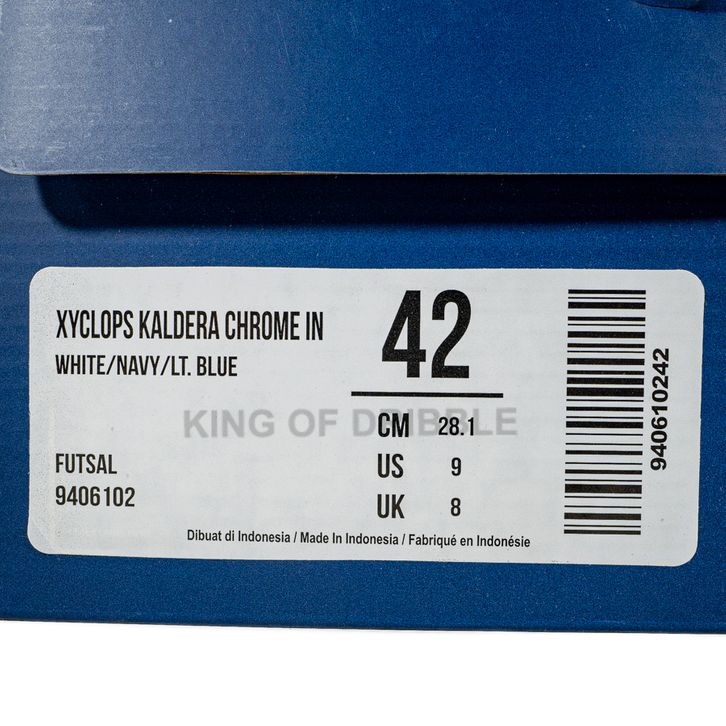 XYCLOPS KALDERA CHROME IN
WHITE/NAVY/LT. BLUE
42
KING OF DRIBBLE
CM 28.1
US 9
UK 8
FUTSAL
9406102
Dibuat di Indonesia / Made In Indonesia / Fabriqué en Indonésie
940610242